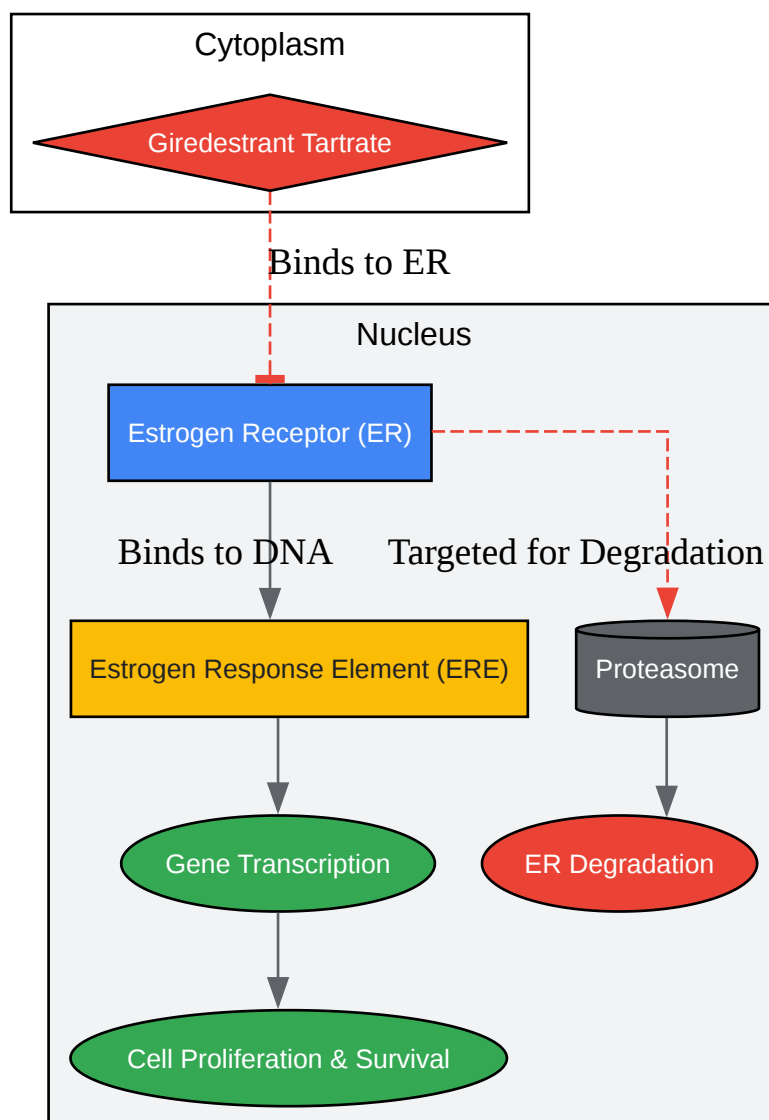 Cytoplasm
Giredestrant Tartrate
Binds to ER
Nucleus
Estrogen Receptor (ER)
Binds to DNA
Targeted for Degradation
Estrogen Response Element (ERE)
Proteasome
Gene Transcription
ER Degradation
Cell Proliferation & Survival